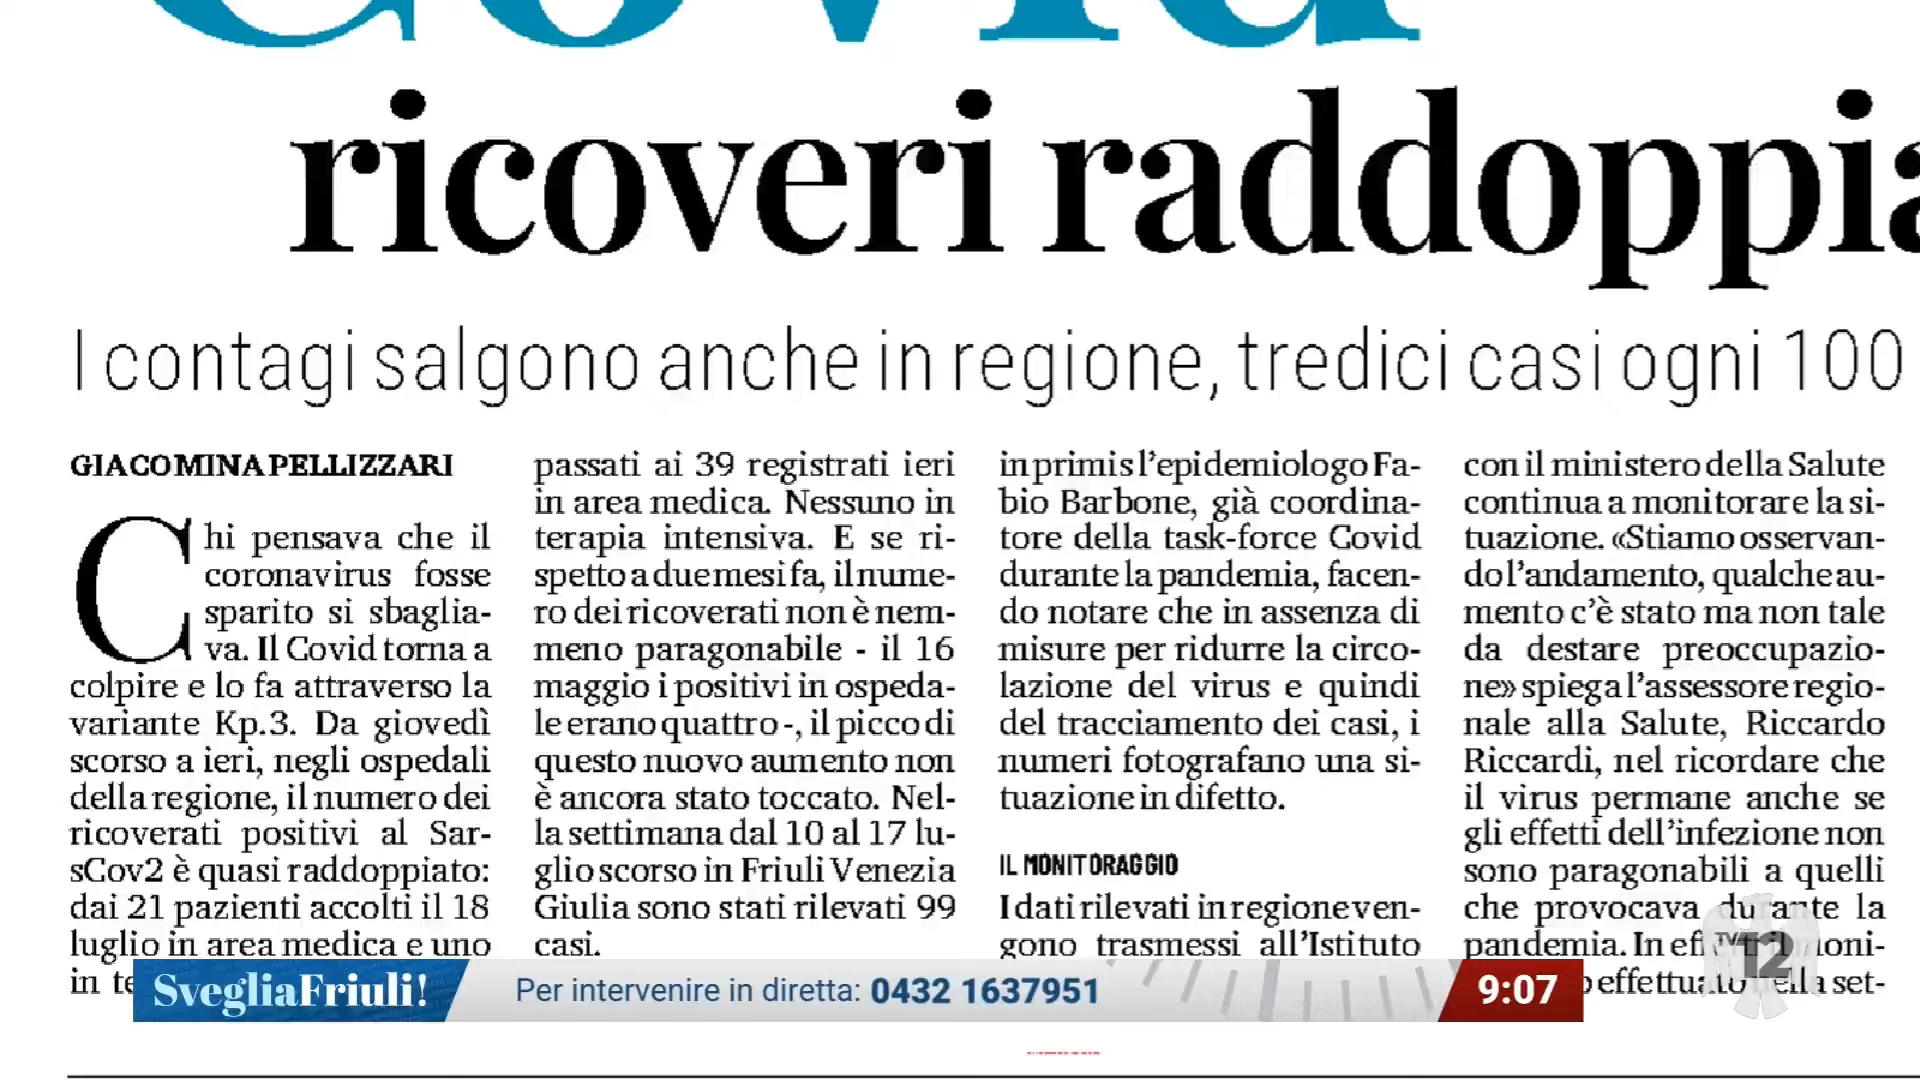 Covid
ricoveri raddoppia
I contagi salgono anche in regione, tredici casi ogni 100
GIACOMINA PELLIZZARI
Chi pensava che il
coronavirus fosse
sparito si sbaglia-
va. Il Covid torna a
colpire e lo fa attraverso la
variante Kp.3. Da giovedì
scorso a ieri, negli ospedali
della regione, il numero dei
ricoverati positivi al Sar-
sCov2 è quasi raddoppiato:
dai 21 pazienti accolti il 18
luglio in area medica e uno
in
passati ai 39 registrati ieri
in area medica. Nessuno in
terapia intensiva. E se ri-
spetto a due mesi fa, il nume-
ro dei ricoverati non è nem-
meno paragonabile - il 16
maggio i positivi in ospeda-
le erano quattro -, il picco di
questo nuovo aumento non
è ancora stato toccato. Nel-
la settimana dal 10 al 17 lu-
glio scorso in Friuli Venezia
Giulia sono stati rilevati 99
casi.
in primis l'epidemiologo Fa-
bio Barbone, già coordina-
tore della task-force Covid
durante la pandemia, facen-
do notare che in assenza di
misure per ridurre la circo-
lazione del virus e quindi
del tracciamento dei casi, i
numeri fotografano una si-
tuazione in difetto.
IL MONITORAGGIO
I dati rilevati in regione ven-
gono trasmessi all'Istituto
con il ministero della Salute
continua a monitorare la si-
tuazione. «Stiamo osservan-
do l'andamento, qualche au-
mento c'è stato ma non tale
da destare preoccupazio-
ne» spiega l'assessore regio-
nale alla Salute, Riccardo
Riccardi, nel ricordare che
il virus permane anche se
gli effetti dell'infezione non
sono paragonabili a quelli
che provocava durante la
pandemia. In moni-
effettuato nella set-
SvegliaFriuli!
Per intervenire in diretta: 0432 1637951
9:07
TV 12